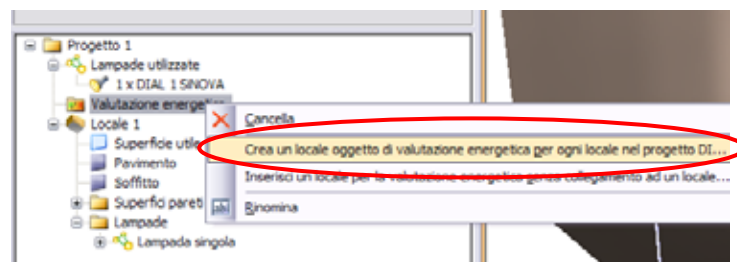 Progetto 1
Lampade utilizzate
1 x DIAL 1 SINOVA
Valutazione energetica
Cancella
Locale 1
Superficie utile
Crea un locale oggetto di valutazione energetica per ogni locale nel progetto DI...
Pavimento
Inserisci un locale per la valutazione energetica senza collegamento ad un locale...
Soffitto
Superfici pareti
Rinomina
Lampade
Lampada singola